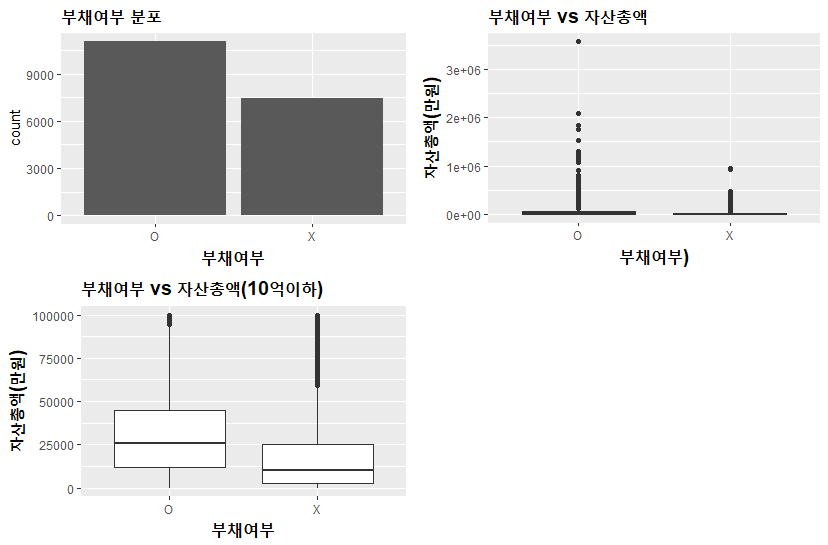 부채여부 분포
count
9000
6000
3000
0
O
X
부채여부
부채여부 vs 자산총액
자산총액(만원)
3e+06
2e+06
1e+06
0e+00
O
X
부채여부)
부채여부 vs 자산총액(10억이하)
자산총액(만원)
100000
75000
50000
25000
0
O
X
부채여부